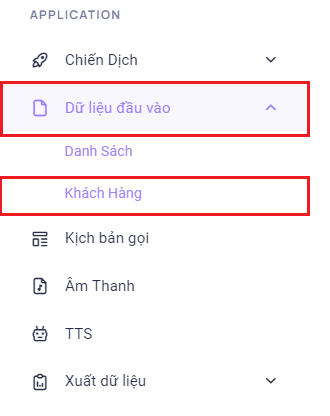 APPLICATION
Chiến Dịch
Dữ liệu đầu vào
Danh Sách
Khách Hàng
Kịch bản gọi
Âm Thanh
TTS
Xuất dữ liệu